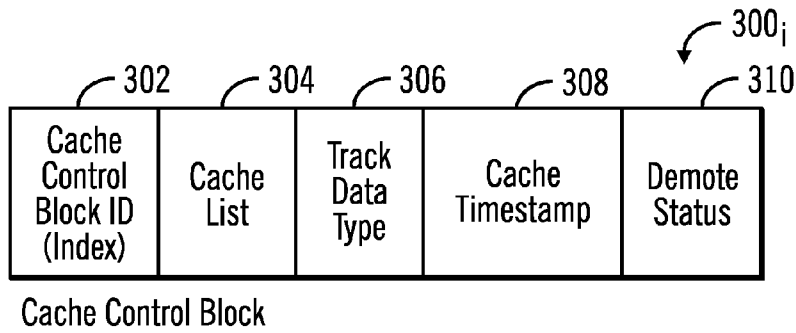 300i
302
304
306
308
310
Cache
Control
Block ID
(Index)
Cache
List
Track
Data
Type
Cache
Timestamp
Demote
Status
Cache Control Block